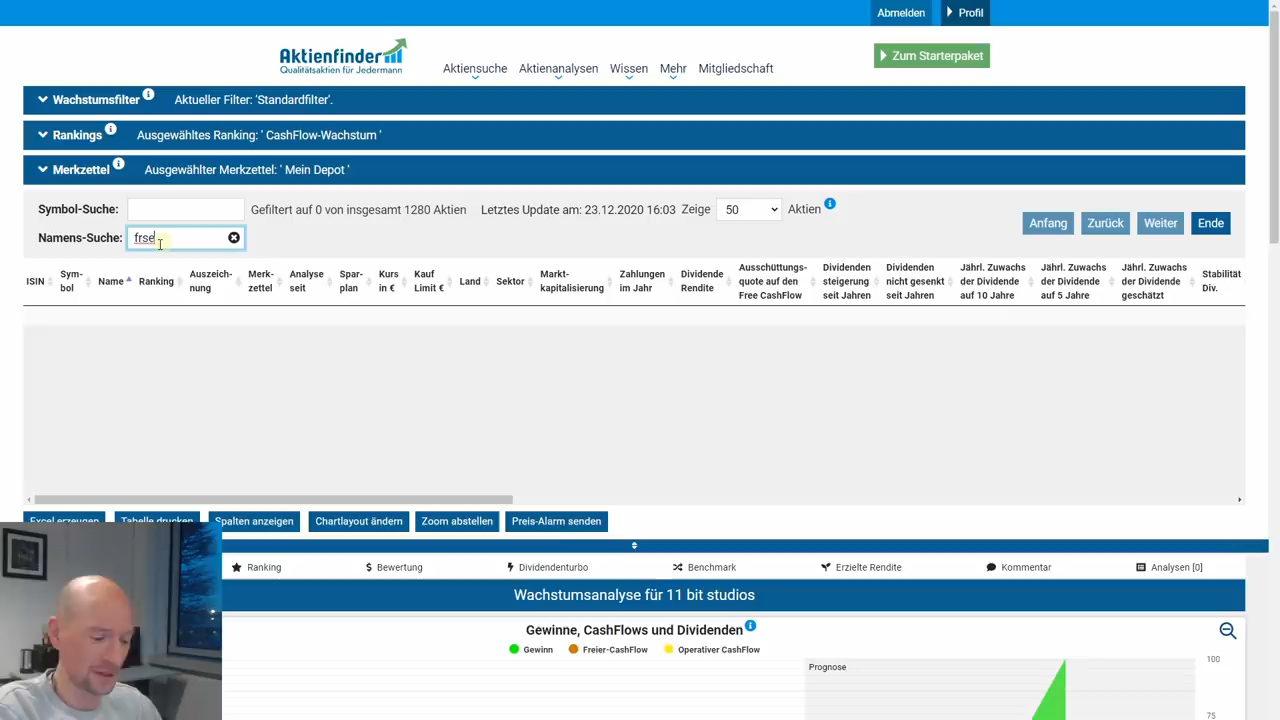 Abmelden Profil
Aktienfinder
Qualitätsaktien für Jedermann
Aktiensuche Aktienanalysen Wissen Mehr Mitgliedschaft
Zum Starterpaket
Wachstumsfilter Aktueller Filter: 'Standardfilter'.
Rankings Ausgewähltes Ranking: ' CashFlow-Wachstum '
Merkzettel Ausgewählter Merkzettel: ' Mein Depot '
Symbol-Suche: Gefiltert auf 0 von insgesamt 1280 Aktien Letztes Update am: 23.12.2020 16:03 Zeige 50 Aktien
Anfang Zurück Weiter Ende
Namens-Suche: frse
ISIN
Sym-
bol
Name
Ranking
Auszeich-
nung
Merk-
zettel
Analyse
seit
Spar-
plan
Kurs
in €
Kauf
Limit €
Land
Sektor
Markt-
kapitalisierung
Zahlungen
im Jahr
Dividende
Rendite
Ausschüttungs-
quote auf den
Free CashFlow
Dividenden
steigerung
seit Jahren
Dividenden
nicht gesenkt
seit Jahren
Jährl. Zuwachs
der Dividende
auf 10 Jahre
Jährl. Zuwachs
der Dividende
auf 5 Jahre
Jährl. Zuwachs
der Dividende
geschätzt
Stabilität
Div.
Excel erzeugen Tabelle drucken Spalten anzeigen Chartlayout ändern Zoom abstellen Preis-Alarm senden
Ranking Bewertung Dividendenturbo Benchmark Erzielte Rendite Kommentar Analysen [0]
Wachstumsanalyse für 11 bit studios
Gewinne, CashFlows und Dividenden
Gewinn Freier-CashFlow Operativer CashFlow
Prognose
100
75